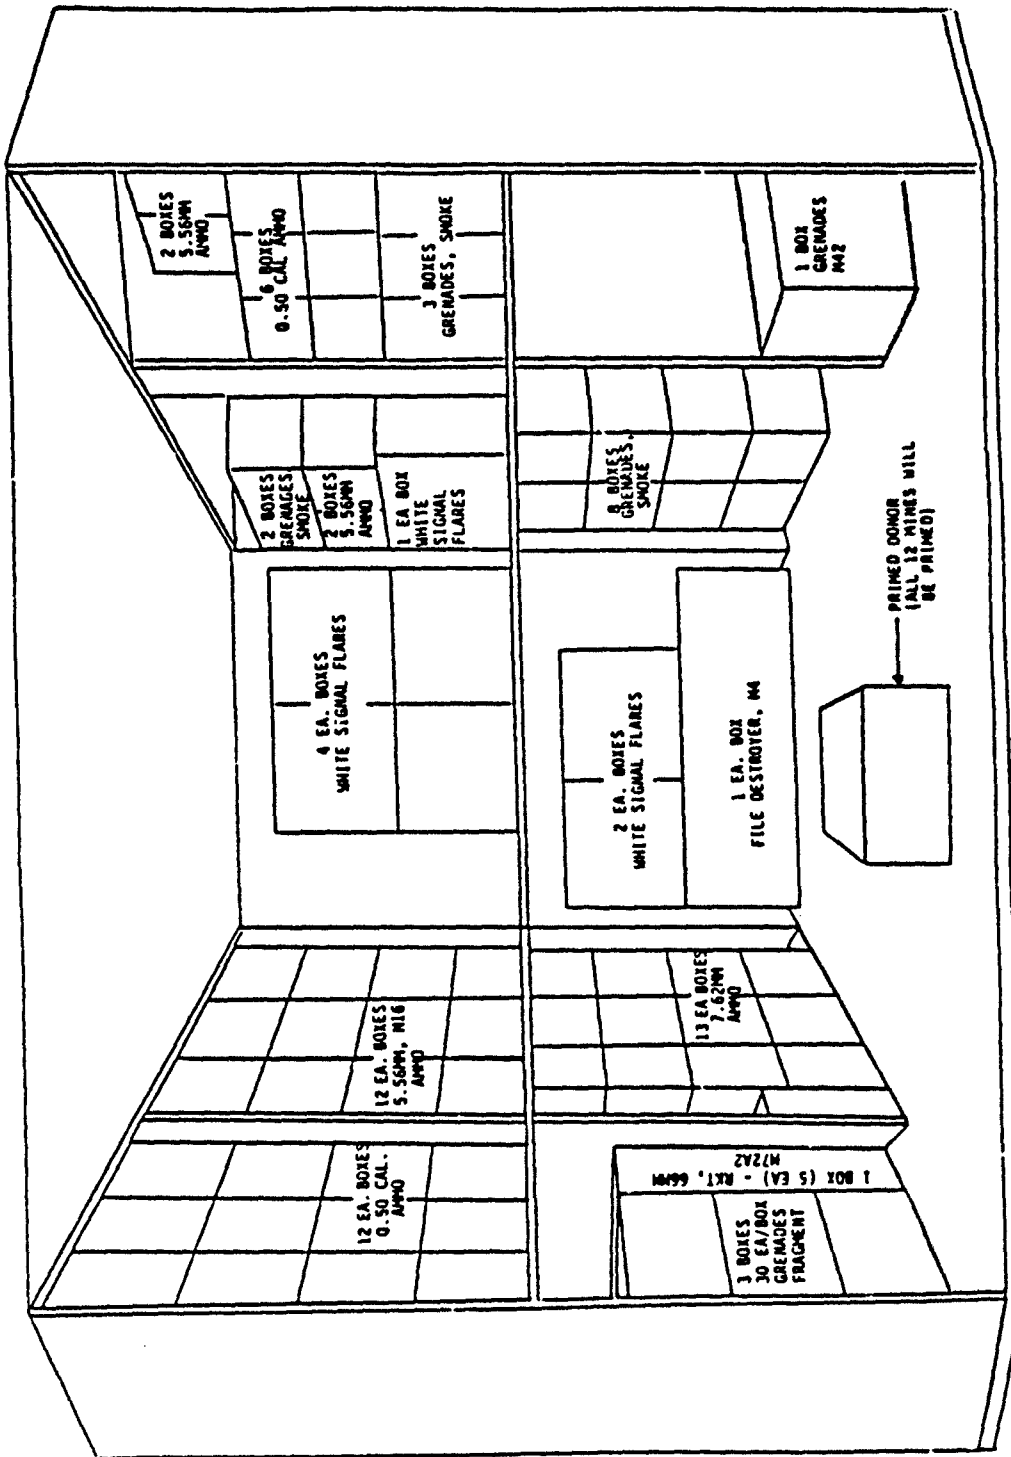 12 EA. BOXES
0.50 CAL.
AMMO
12 EA. BOXES
5.56MM, M16
AMMO
4 EA. BOXES
WHITE SIGNAL FLARES
2 BOXES
GRENAGES
SMOKE
2 BOXES
5.56MM
AMMO
1 EA BOX
WHITE
SIGNAL
FLARES
2 BOXES
5.56MM
AMMO
6 BOXES
0.50 CAL AMMO
3 BOXES
GRENADES, SMOKE
3 BOXES
30 EA/BOX
GRENADES
FRAGMENT
1 BOX (5 EA) - RKT, 66MM
M72A2
13 EA BOXES
7.62MM
AMMO
2 EA. BOXES
WHITE SIGNAL FLARES
1 EA. BOX
FILE DESTROYER, M4
8 BOXES
GRENADES,
SMOKE
1 BOX
GRENADES
M42
PRIMED DONOR
(ALL 12 MINES WILL
BE PRIMED)